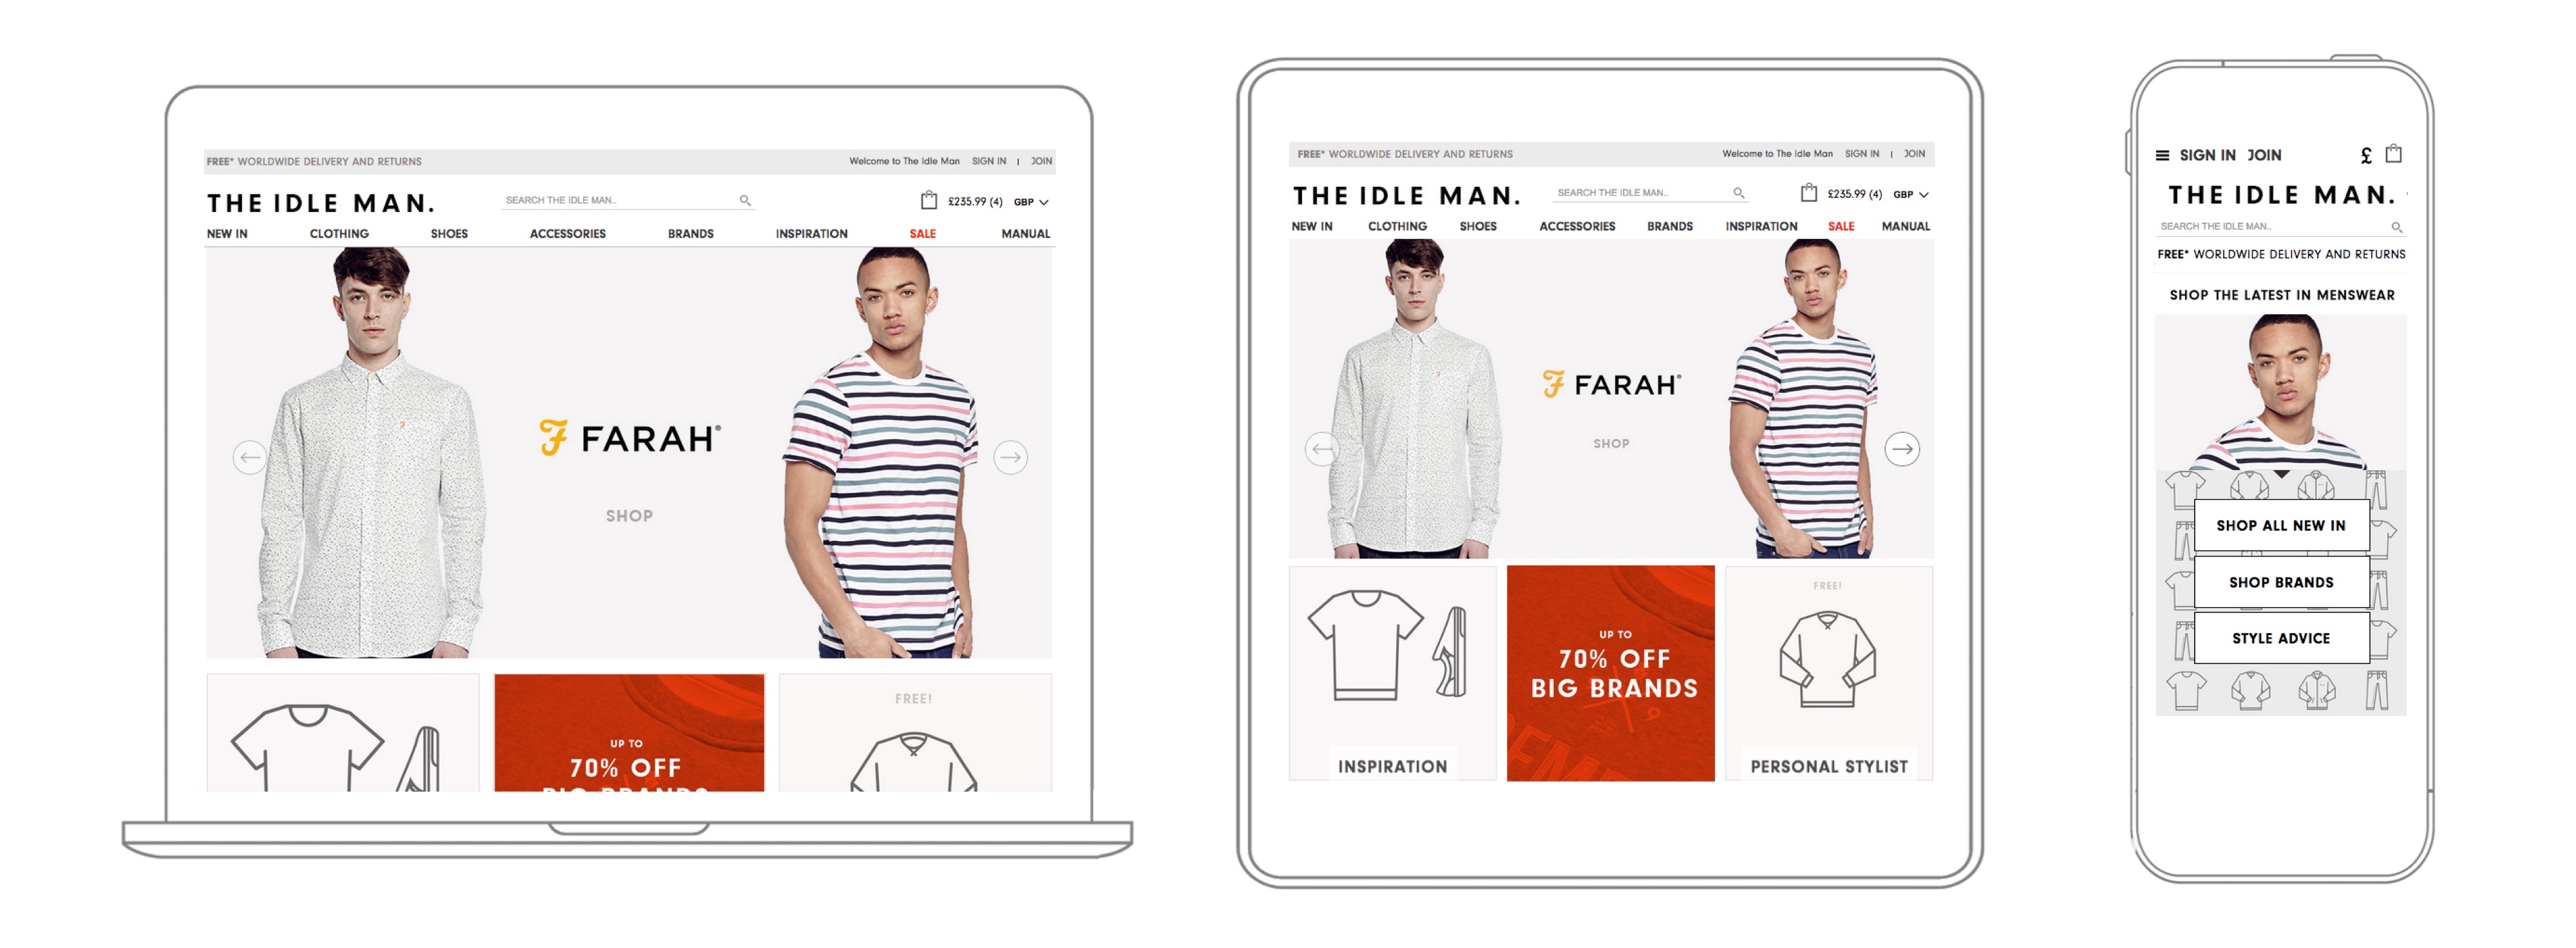 FREE* WORLDWIDE DELIVERY AND RETURNS
Welcome to The Idle Man SIGN IN | JOIN
THE IDLE MAN.
SEARCH THE IDLE MAN..
£235.99 (4) GBP
NEW IN CLOTHING SHOES ACCESSORIES BRANDS INSPIRATION SALE MANUAL
FARAH®
SHOP
UP TO
70% OFF
BIG BRANDS
FREE!
FREE* WORLDWIDE DELIVERY AND RETURNS
Welcome to The Idle Man SIGN IN | JOIN
THE IDLE MAN.
SEARCH THE IDLE MAN..
£235.99 (4) GBP
NEW IN CLOTHING SHOES ACCESSORIES BRANDS INSPIRATION SALE MANUAL
FARAH®
SHOP
INSPIRATION
UP TO
70% OFF
BIG BRANDS
FREE!
PERSONAL STYLIST
SIGN IN JOIN £
THE IDLE MAN.
SEARCH THE IDLE MAN..
FREE* WORLDWIDE DELIVERY AND RETURNS
SHOP THE LATEST IN MENSWEAR
SHOP ALL NEW IN
SHOP BRANDS
STYLE ADVICE